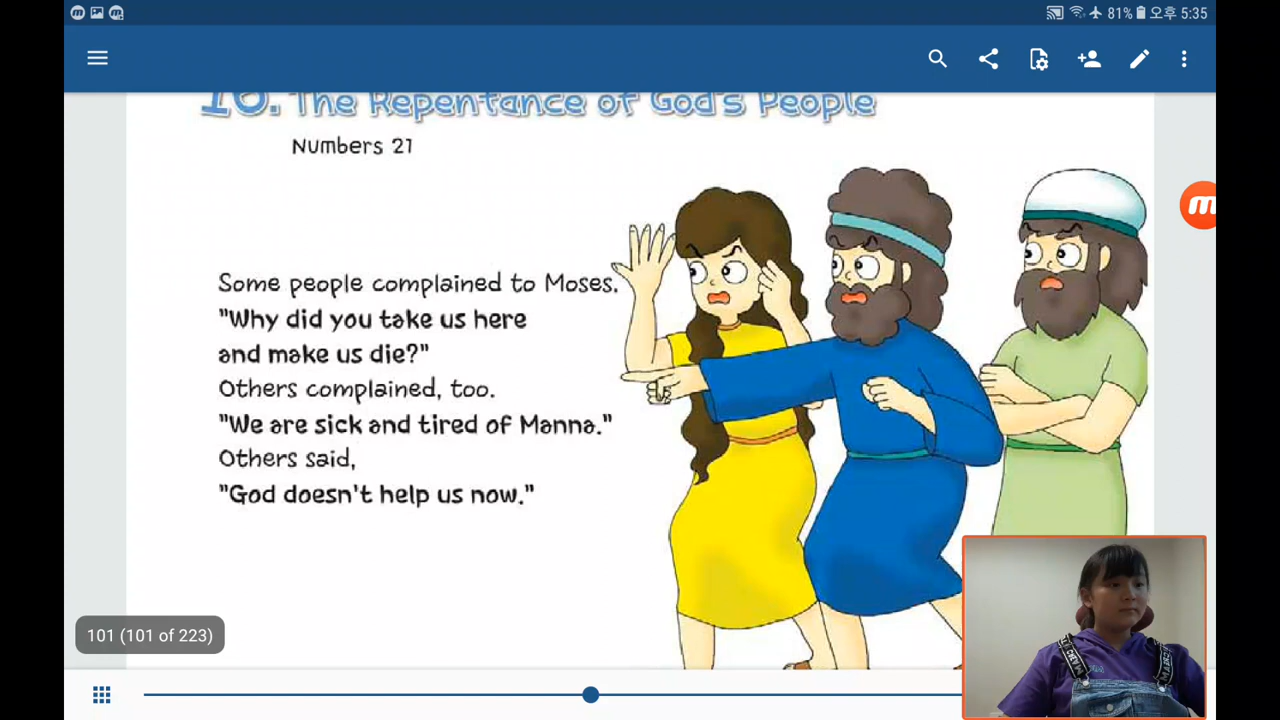 81% 오후 5:35
16. The Repentance of God's People
Numbers 21
Some people complained to Moses.
"Why did you take us here
and make us die?"
Others complained, too.
"We are sick and tired of Manna."
Others said,
"God doesn't help us now."
101 (101 of 223)